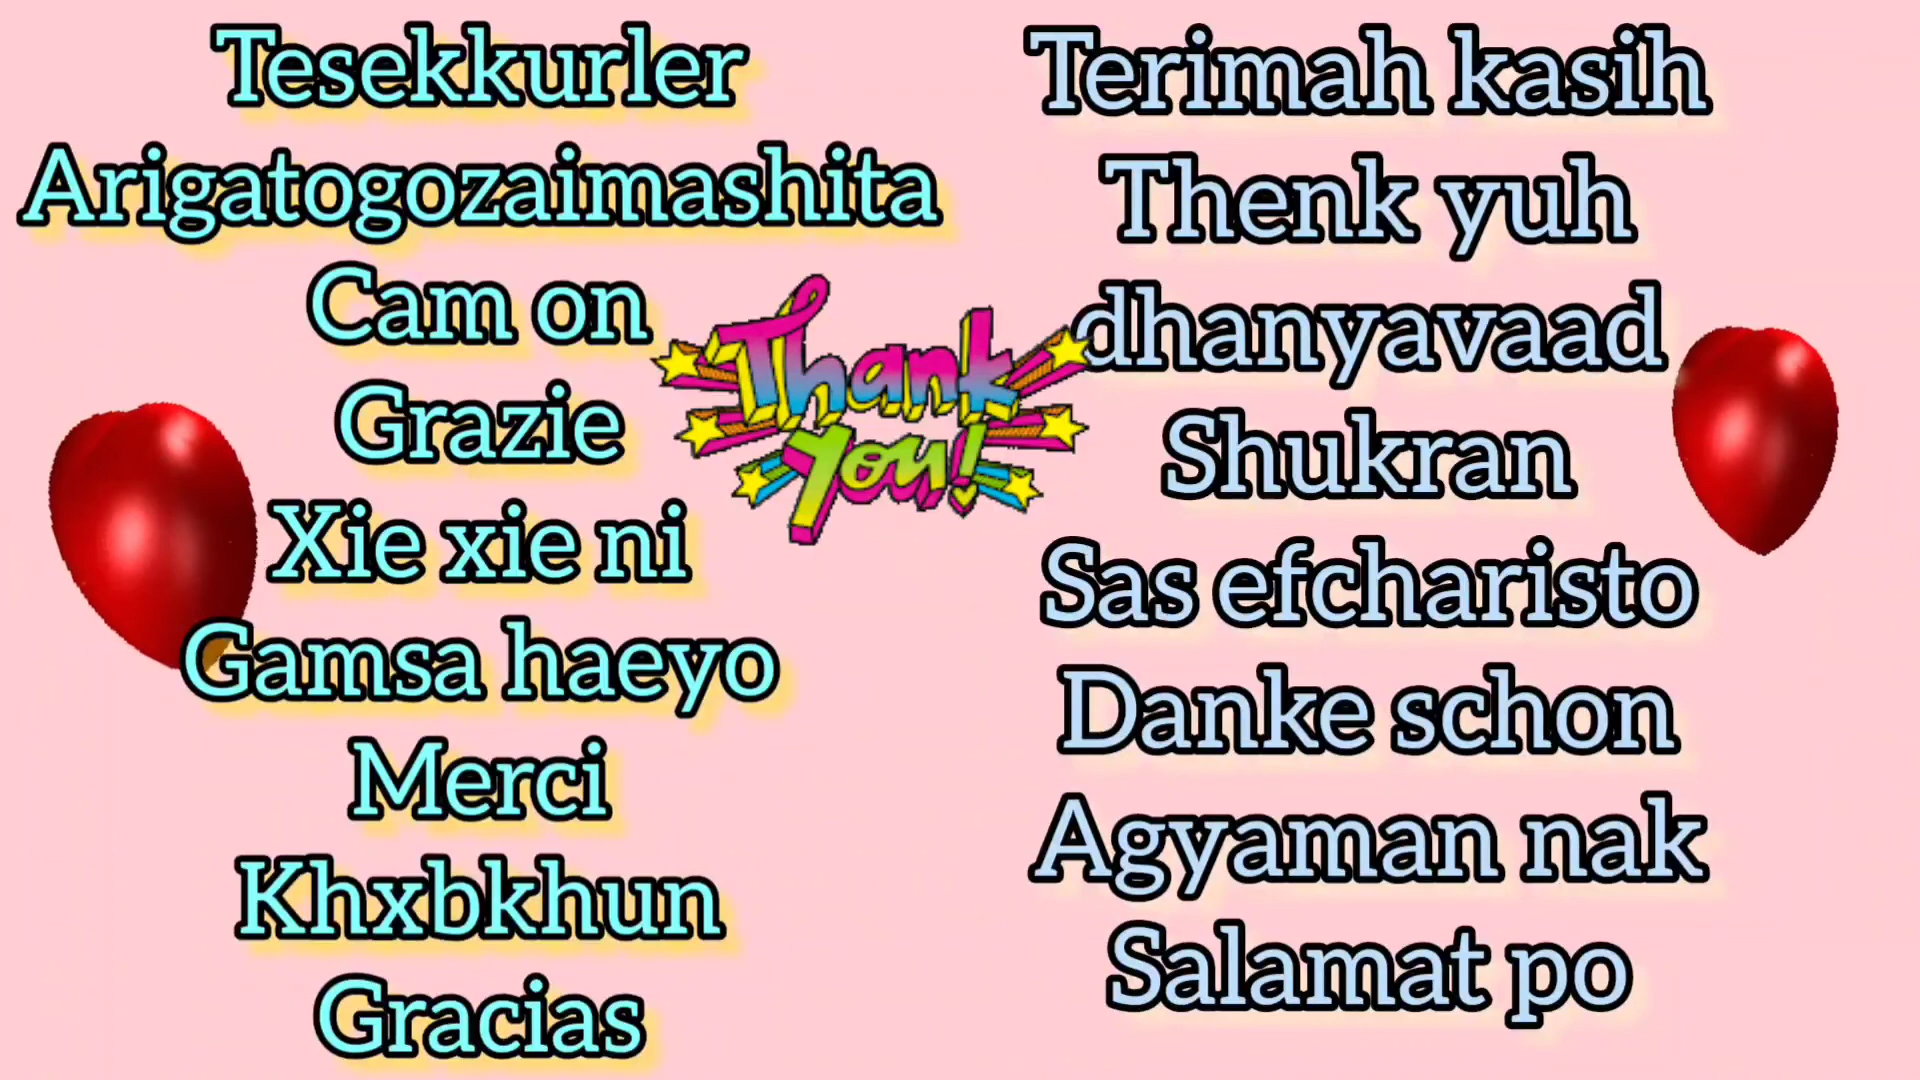 Tesekkurler
Arigatogozaimashita
Cam on
Grazie
Xie xie ni
Gamsa haeyo
Merci
Khxbkhun
Gracias
Thank
you!
Terimah kasih
Thenk yuh
dhanyavaad
Shukran
Sas efcharisto
Danke schon
Agyaman nak
Salamat po